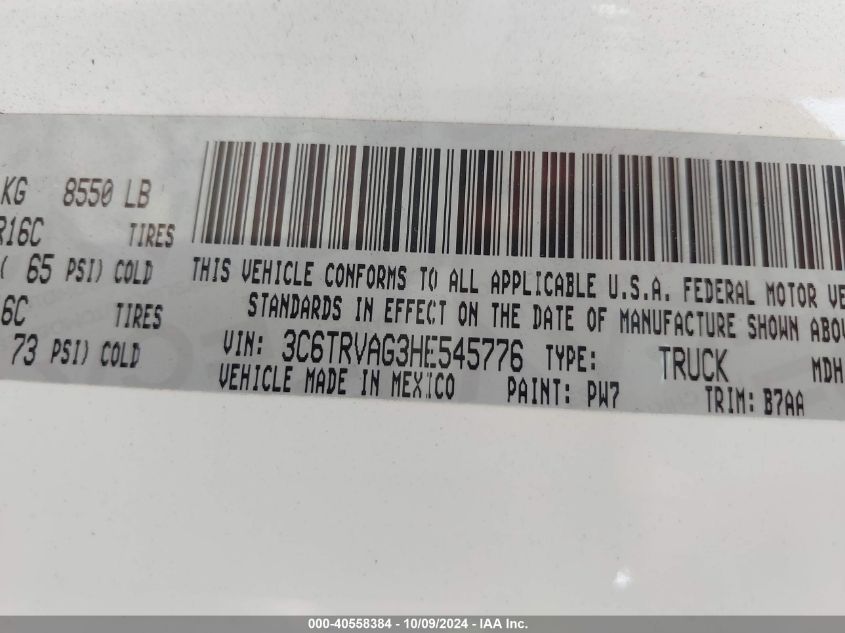 KG 8550 LB
R16C TIRES
( 65 PSI) COLD
6C TIRES
73 PSI) COLD
THIS VEHICLE CONFORMS TO ALL APPLICABLE U.S.A. FEDERAL MOTOR VE
STANDARDS IN EFFECT ON THE DATE OF MANUFACTURE SHOWN ABOV
VIN: 3C6TRVAG3HE545776 TYPE: TRUCK MDH
VEHICLE MADE IN MEXICO PAINT: PW7 TRIM: B7AA
000-40558384 - 10/09/2024 - IAA Inc.